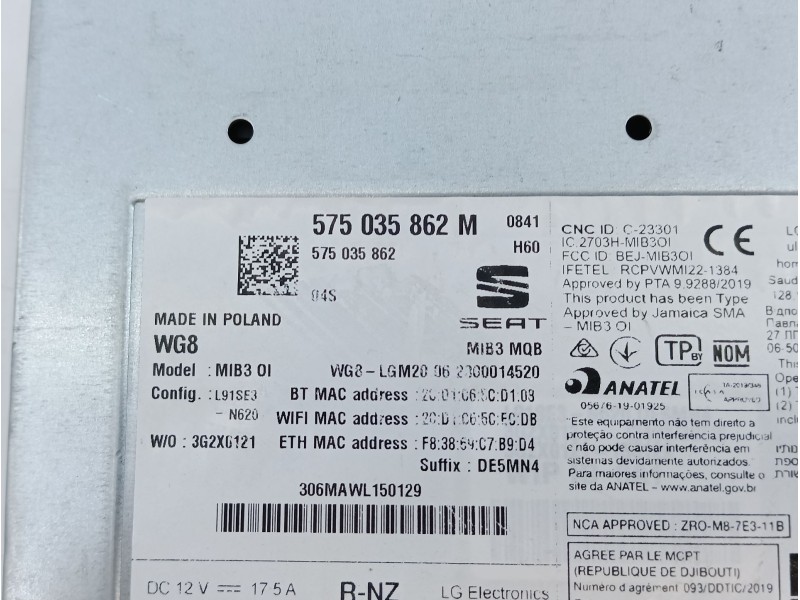 575 035 862 M 0841
575 035 862 H60
04S
SEAT
MADE IN POLAND
WG8 MIB3 MQB
Model : MIB3 OI WG8-LGM20 06 2300014520
Config. : L91SE3 BT MAC address :
- N620 WIFI MAC address :
W/O : 3G2X0121 ETH MAC address : F8:38:69:C7:B9:D4
Suffix : DE5MN4
306MAWL150129
DC 12 V 17.5 A R-NZ LG Electronics
CNC ID : C-23301
IC:2703H-MIB3OI
FCC ID : BEJ-MIB3OI
IFETEL : RCPVWMI22-1384
Approved by PTA 9.9288/2019
This product has been Type
Approved by Jamaica SMA
– MIB3 OI
CE
TP BY NOM
ANATEL
05676-19-01925
"Este equipamento não tem direito a
proteção contra interferência prejudicial
e não pode causar interferência em
sistemas devidamente autorizados."
Para maiores informações, consulte o
site da ANATEL – www.anatel.gov.br
NCA APPROVED : ZRO-M8-7E3-11B
AGREE PAR LE MCPT
(REPUBLIQUE DE DJIBOUTI)
Numéro d'agrément : 093/DDTIC/2019